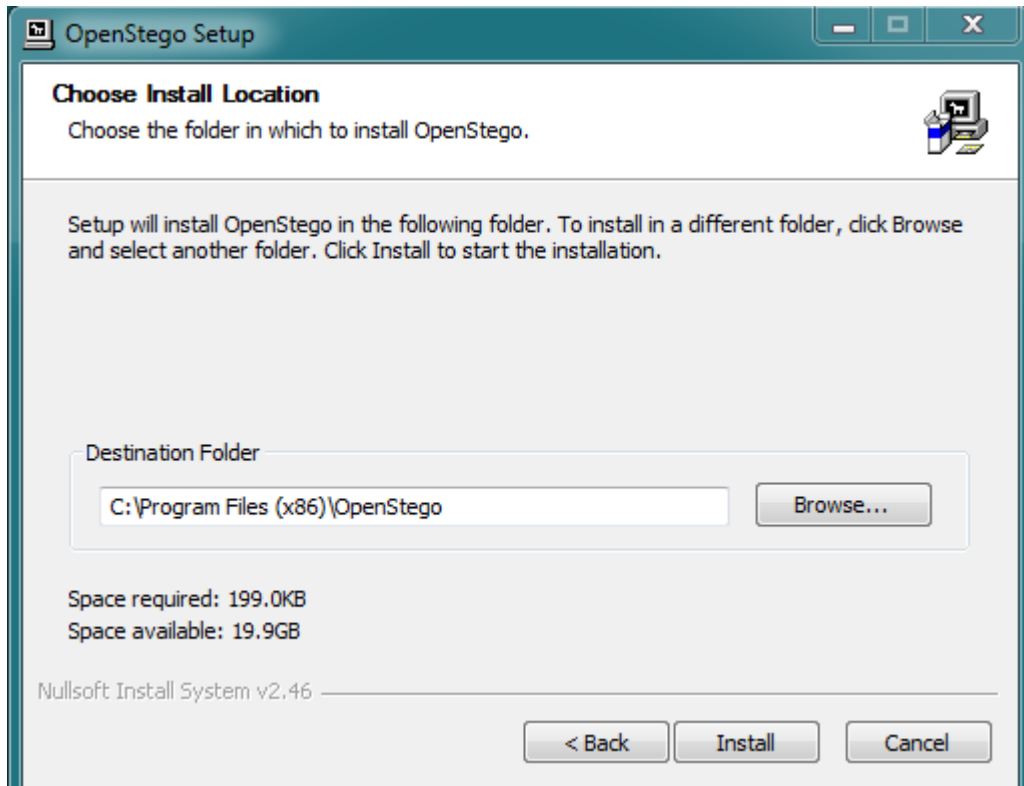 OpenStego Setup
Choose Install Location
Choose the folder in which to install OpenStego.
Setup will install OpenStego in the following folder. To install in a different folder, click Browse
and select another folder. Click Install to start the installation.
Destination Folder
C:\Program Files (x86)\OpenStego
Browse...
Space required: 199.0KB
Space available: 19.9GB
Nullsoft Install System v2.46
< Back Install Cancel